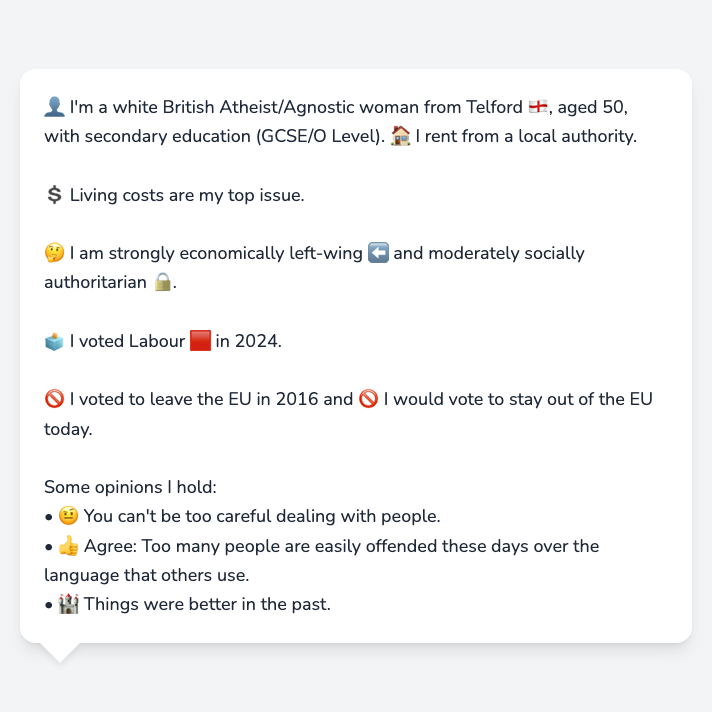 👤 I'm a white British Atheist/Agnostic woman from Telford 🏴󠁧󠁢󠁥󠁮󠁧󠁿, aged 50,
with secondary education (GCSE/O Level). 🏠 I rent from a local authority.
💲 Living costs are my top issue.
🤔 I am strongly economically left-wing ⬅️ and moderately socially
authoritarian 🔒.
🗳️ I voted Labour 🟥 in 2024.
🚫 I voted to leave the EU in 2016 and 🚫 I would vote to stay out of the EU
today.
Some opinions I hold:
• 🤨 You can't be too careful dealing with people.
• 👍 Agree: Too many people are easily offended these days over the
language that others use.
• 🏰 Things were better in the past.